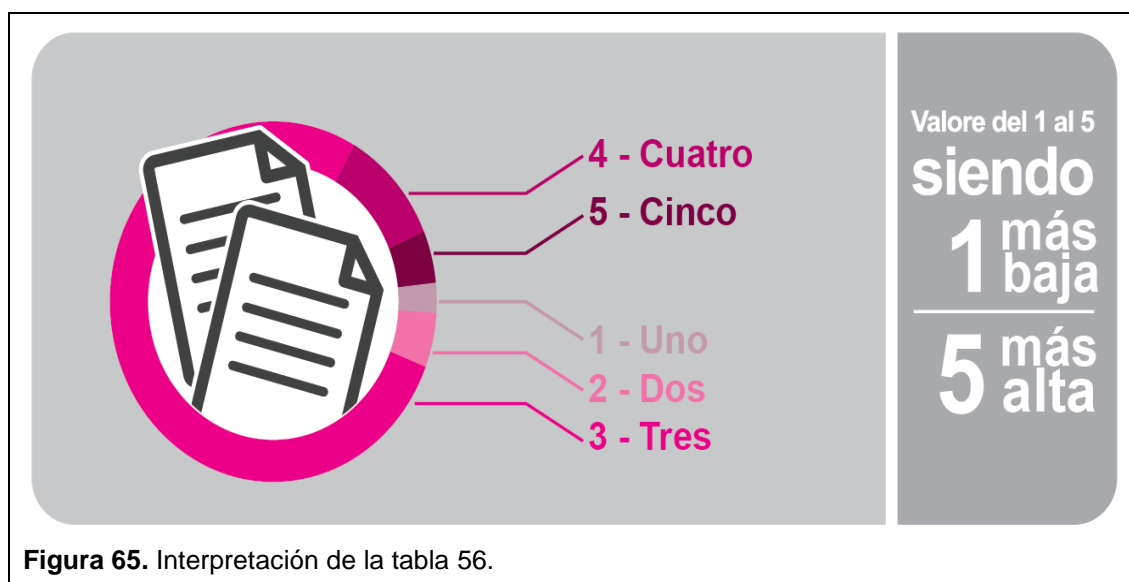 4 - Cuatro
5 - Cinco
1 - Uno
2 - Dos
3 - Tres
Valore del 1 al 5
siendo
1 más
baja
5 más
alta
Figura 65. Interpretación de la tabla 56.